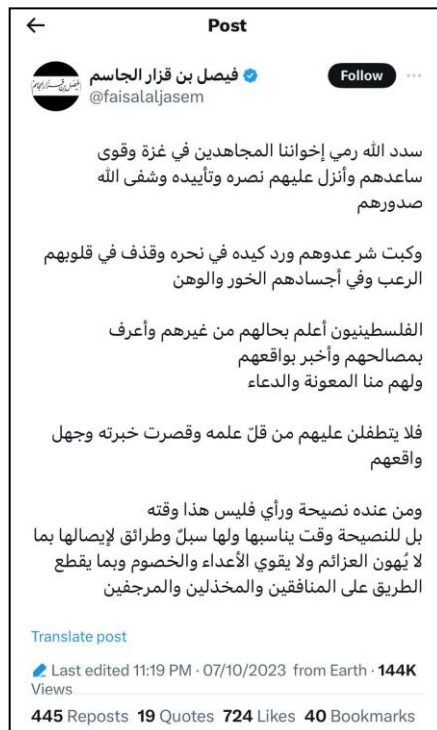 Post
فيصل بن قزار الجاسم
Follow
@faisalaljasem
سدد الله رمي إخواننا المجاهدين في غزة وقوى
ساعدهم وأنزل عليهم نصره وتأييده وشفى الله
صدورهم
وكبت شر عدوهم ورد كيده في نحره وقذف في قلوبهم
الرعب وفي أجسادهم الخور والوهن
الفلسطينيون أعلم بحالهم من غيرهم وأعرف
بمصالحهم وأخبر بواقعهم
ولهم منا المعونة والدعاء
فلا يتطفلن عليهم من قلّ علمه وقصرت خبرته وجهل
واقعهم
ومن عنده نصيحة ورأي فليس هذا وقته
بل للنصيحة وقت يناسبها ولها سبلٌ وطرائق لإيصالها بما
لا يُهون العزائم ولا يقوي الأعداء والخصوم وبما يقطع
الطريق على المنافقين والمخذلين والمرجفين
Translate post
Last edited 11:19 PM · 07/10/2023 from Earth · 144K
Views
445 Reposts 19 Quotes 724 Likes 40 Bookmarks